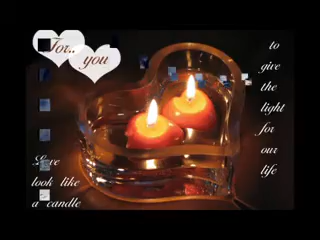 For..
you
Love
look like
a candle
to
give
the
light
for
our
life